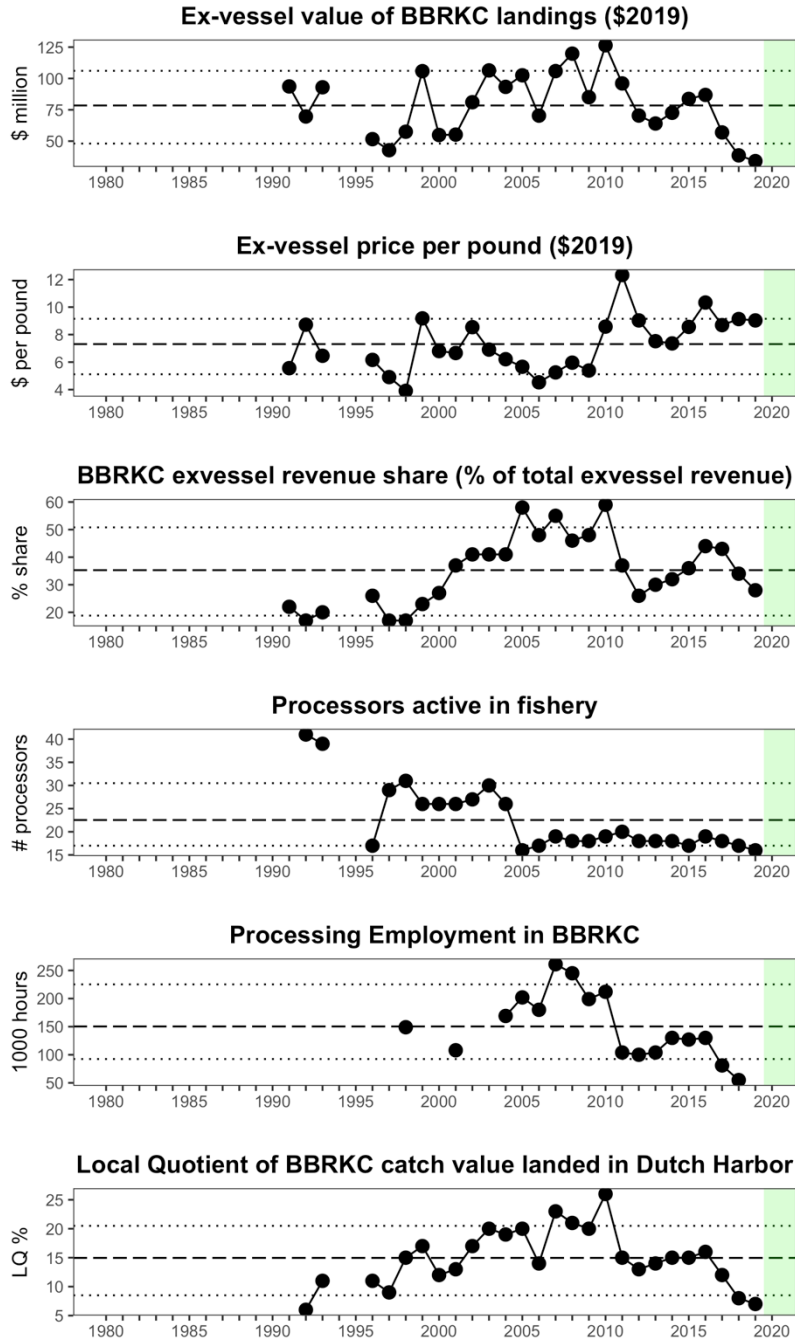 Ex-vessel value of BBRKC landings ($2019)
$ million
125
100
75
50
1980 1985 1990 1995 2000 2005 2010 2015 2020
Ex-vessel price per pound ($2019)
$ per pound
12
10
8
6
4
1980 1985 1990 1995 2000 2005 2010 2015 2020
BBRKC exvessel revenue share (% of total exvessel revenue)
% share
60
50
40
30
20
1980 1985 1990 1995 2000 2005 2010 2015 2020
Processors active in fishery
# processors
40
35
30
25
20
15
1980 1985 1990 1995 2000 2005 2010 2015 2020
Processing Employment in BBRKC
1000 hours
250
200
150
100
50
1980 1985 1990 1995 2000 2005 2010 2015 2020
Local Quotient of BBRKC catch value landed in Dutch Harbor
LQ %
25
20
15
10
5
1980 1985 1990 1995 2000 2005 2010 2015 2020